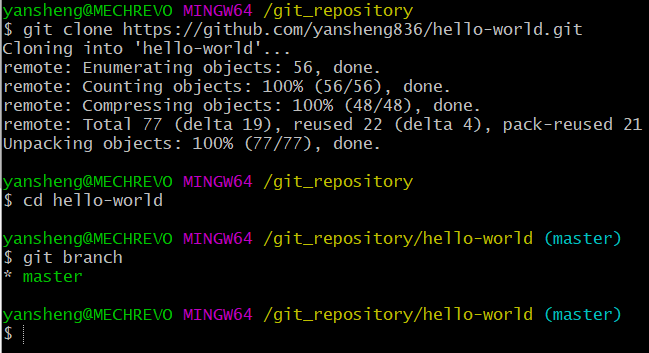 yansheng@MECHREVO MINGW64 /git_repository
$ git clone https://github.com/yansheng836/hello-world.git
Cloning into 'hello-world'...
remote: Enumerating objects: 56, done.
remote: Counting objects: 100% (56/56), done.
remote: Compressing objects: 100% (48/48), done.
remote: Total 77 (delta 19), reused 22 (delta 4), pack-reused 21
Unpacking objects: 100% (77/77), done.
yansheng@MECHREVO MINGW64 /git_repository
$ cd hello-world
yansheng@MECHREVO MINGW64 /git_repository/hello-world (master)
$ git branch
* master
yansheng@MECHREVO MINGW64 /git_repository/hello-world (master)
$